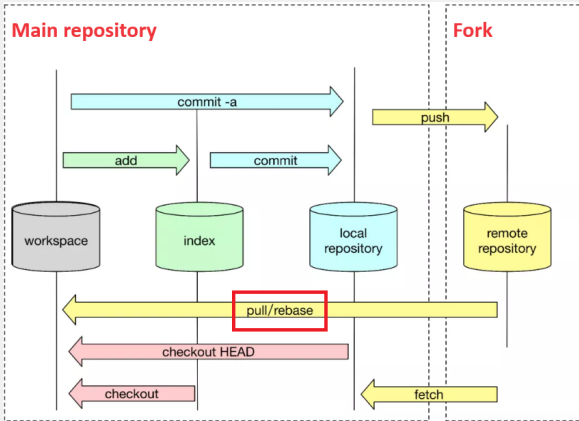 Main repository
Fork
commit -a
push
add
commit
workspace
index
local
repository
remote
repository
pull/rebase
checkout HEAD
checkout
fetch